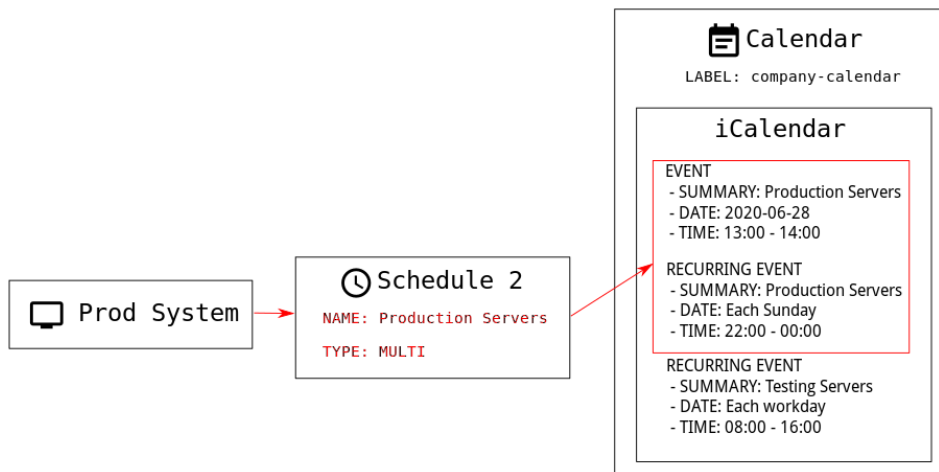 Calendar
LABEL: company-calendar
iCalendar
EVENT
- SUMMARY: Production Servers
- DATE: 2020-06-28
- TIME: 13:00 - 14:00
RECURRING EVENT
- SUMMARY: Production Servers
- DATE: Each Sunday
- TIME: 22:00 - 00:00
RECURRING EVENT
- SUMMARY: Testing Servers
- DATE: Each workday
- TIME: 08:00 - 16:00
Schedule 2
NAME: Production Servers
TYPE: MULTI
Prod System